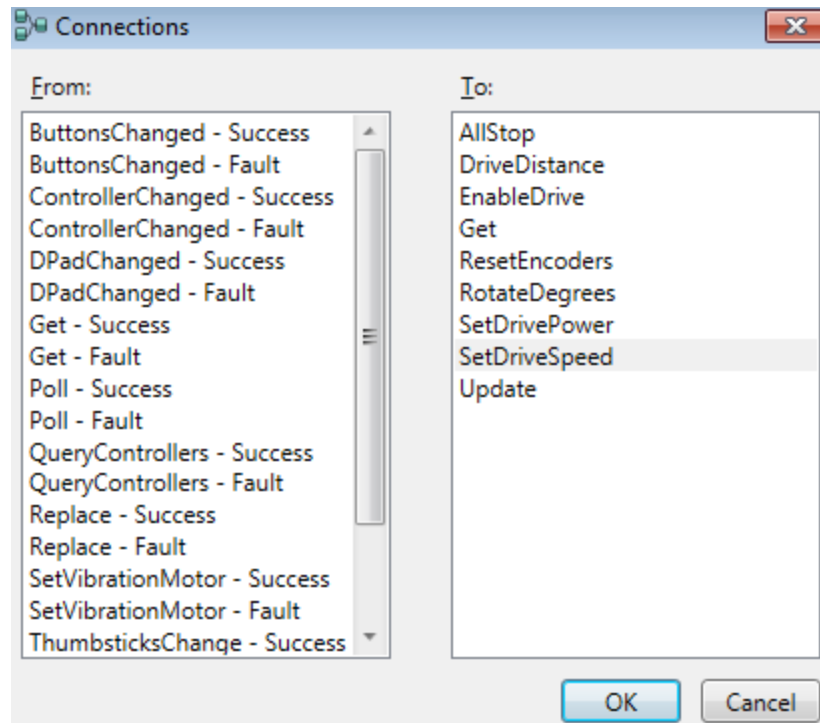 Connections
From:
ButtonsChanged - Success
ButtonsChanged - Fault
ControllerChanged - Success
ControllerChanged - Fault
DPadChanged - Success
DPadChanged - Fault
Get - Success
Get - Fault
Poll - Success
Poll - Fault
QueryControllers - Success
QueryControllers - Fault
Replace - Success
Replace - Fault
SetVibrationMotor - Success
SetVibrationMotor - Fault
ThumbsticksChange - Success
To:
AllStop
DriveDistance
EnableDrive
Get
ResetEncoders
RotateDegrees
SetDrivePower
SetDriveSpeed
Update
OK
Cancel